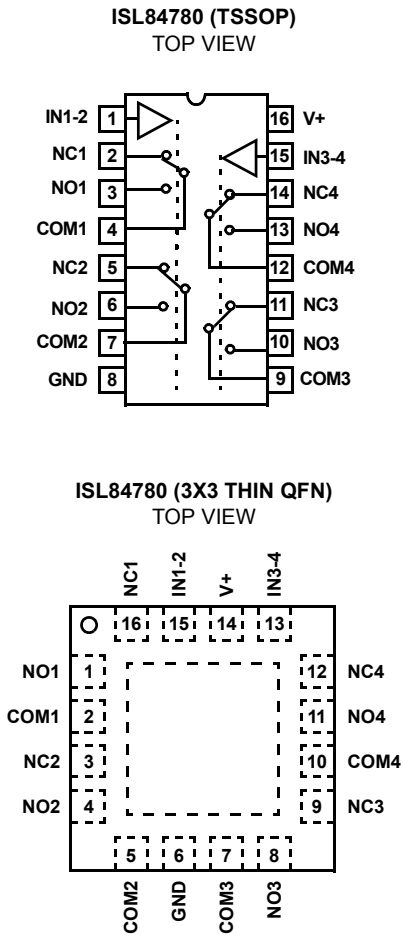 ISL84780 (TSSOP)
TOP VIEW
IN1-2 1
NC1 2
NO1 3
COM1 4
NC2 5
NO2 6
COM2 7
GND 8
16 V+
15 IN3-4
14 NC4
13 NO4
12 COM4
11 NC3
10 NO3
9 COM3
ISL84780 (3X3 THIN QFN)
TOP VIEW
NC1 IN1-2 V+ IN3-4
16 15 14 13
NO1 1
COM1 2
NC2 3
NO2 4
12 NC4
11 NO4
10 COM4
9 NC3
5 6 7 8
COM2 GND COM3 NO3